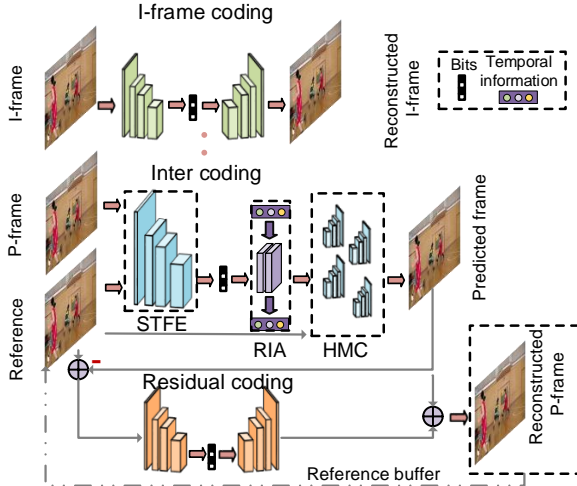 I-frame coding
I-frame
Reconstructed
I-frame
Bits
Temporal
information
Inter coding
P-frame
Reference
STFE
RIA
HMC
Predicted frame
Residual coding
Reconstructed
P-frame
Reference buffer